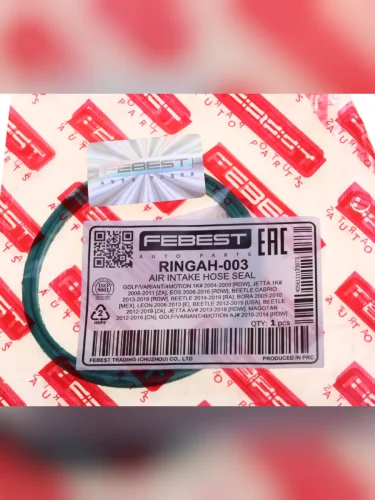 FEBEST
FEBEST
AUTO PARTS
EAC
RINGAH-003
AIR INTAKE HOSE SEAL
GOLF/VARIANT/4MOTION 1K# 2004-2009 [RDW], JETTA 1K#
2006-2011 [ZA], EOS 2006-2016 [RDW], BEETLE CABRIO
2013-2019 [RDW], BEETLE 2014-2019 [RA], BORA 2005-2010
[MEX], LEON 2006-2013 [E], BEETLE 2012-2015 [USA], BEETLE
2012-2019 [ZA], JETTA AV# 2013-2016 [RDW], MAGOTAN
2012-2016 [CN], GOLF/VARIANT/4MOTION AJ# 2010-2014 [RDW]
ISO
9001
QTY: 1 pcs
FEBEST TRADING (CHUZHOU) CO., LTD
PRODUCED IN PRC